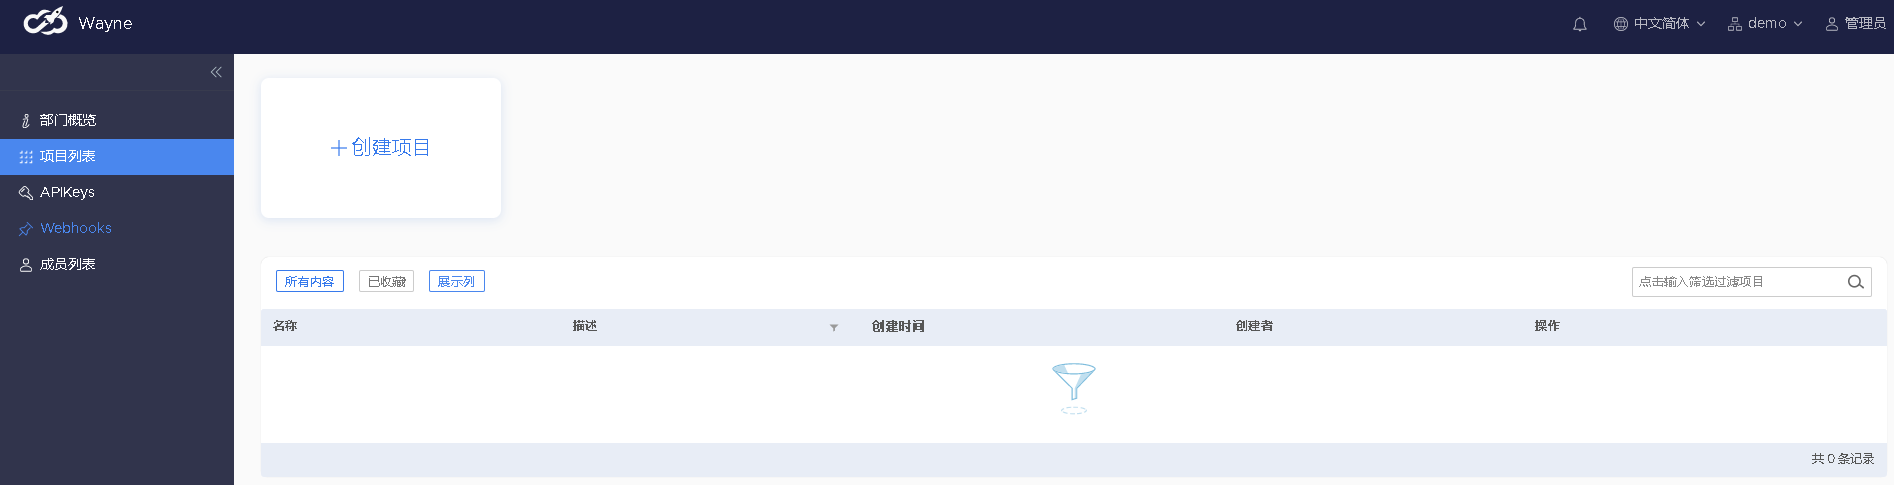 Wayne
中文简体
demo
管理员
部门概览
项目列表
APIKeys
Webhooks
成员列表
创建项目
所有内容 已收藏 展示列
点击输入筛选过滤项目
名称 描述 创建时间 创建者 操作
共 0 条记录